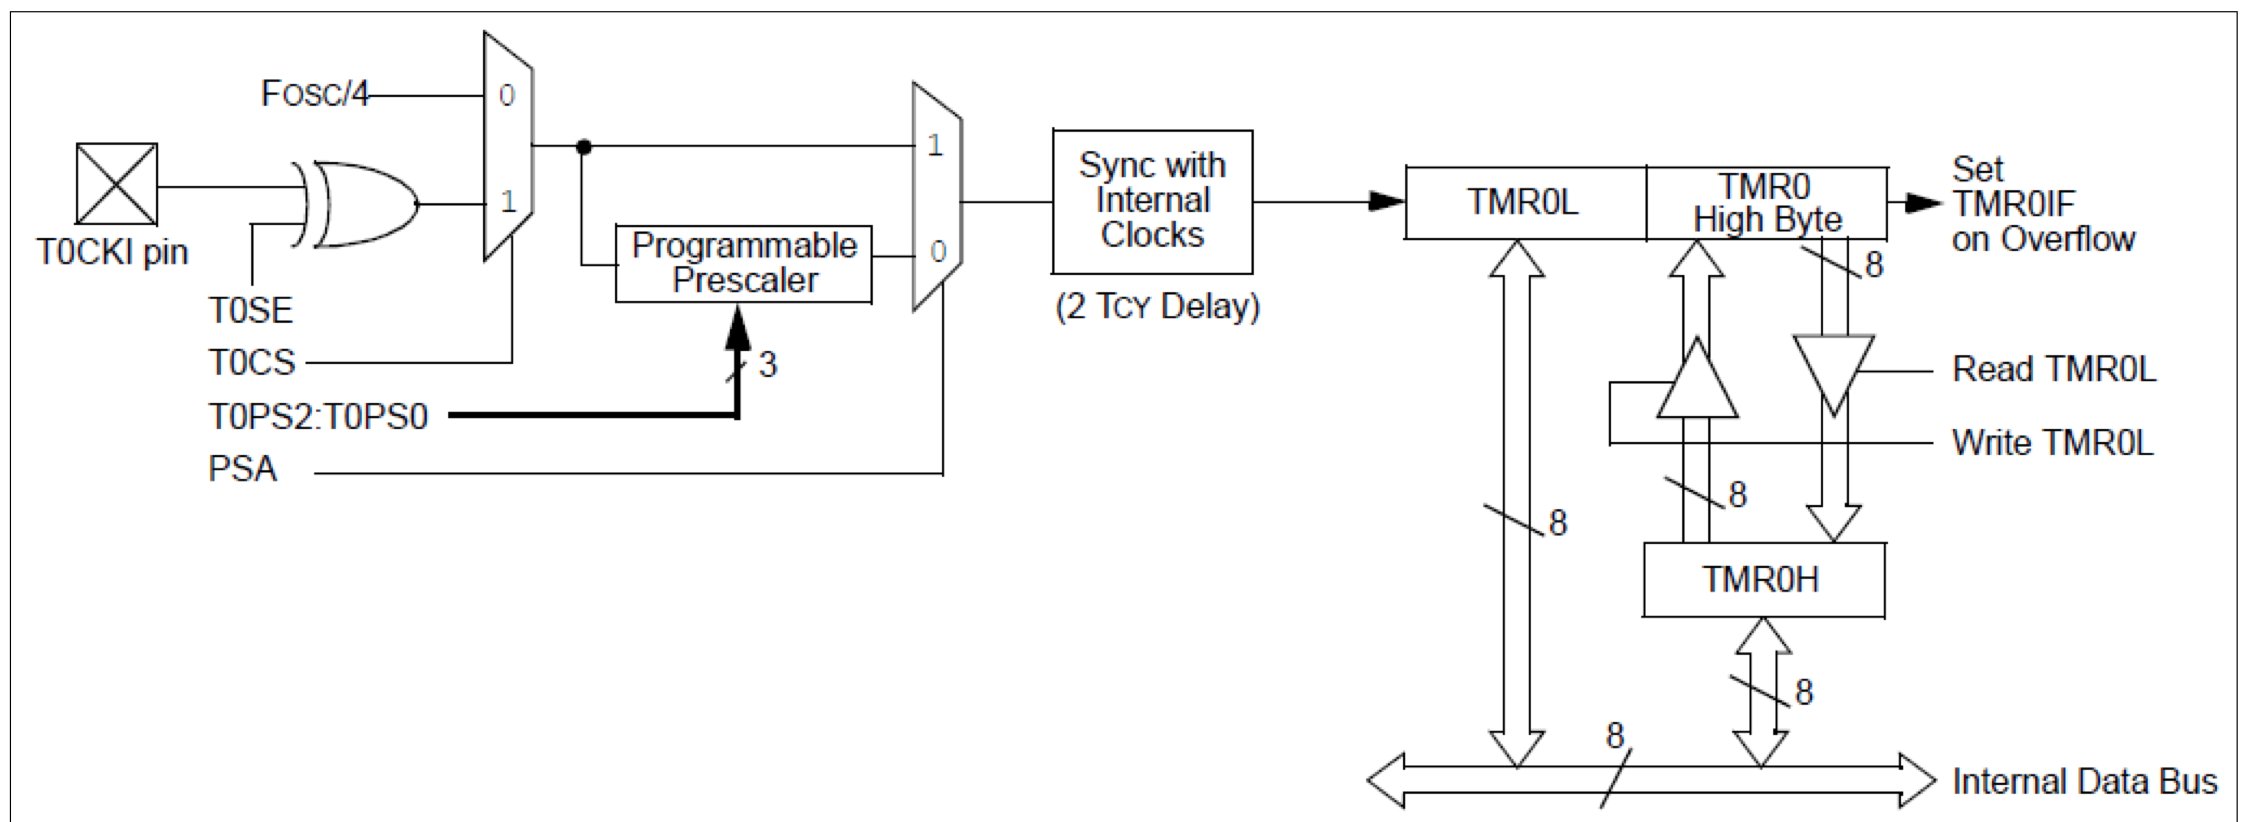 FOSC/4
0
1
T0CKI pin
T0SE
T0CS
T0PS2:T0PS0
PSA
Programmable
Prescaler
3
1
0
Sync with
Internal
Clocks
(2 TCY Delay)
TMR0L
TMR0
High Byte
Set
TMR0IF
on Overflow
8
Read TMR0L
Write TMR0L
8
8
TMR0H
8
8
Internal Data Bus